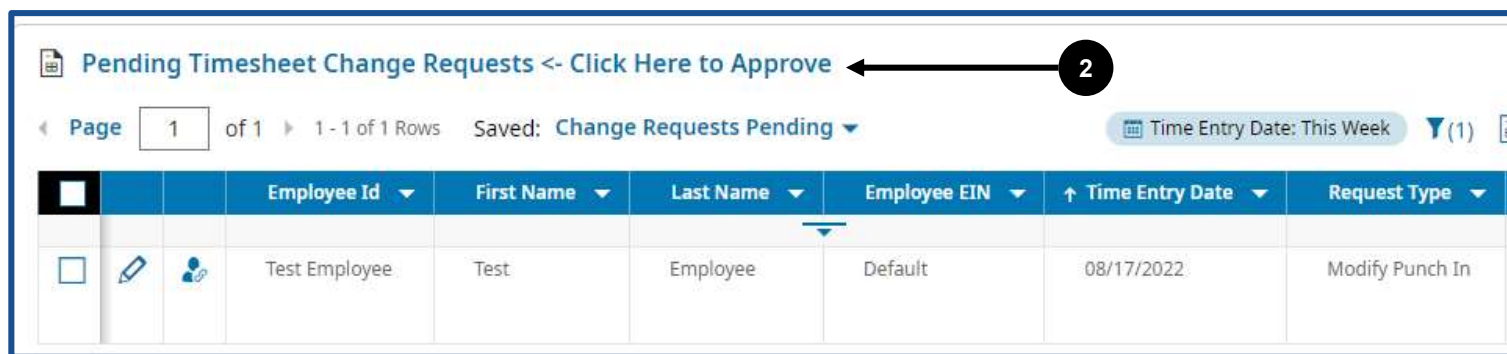 Pending Timesheet Change Requests <- Click Here to Approve
2
Page 1 of 1 1 - 1 of 1 Rows Saved: Change Requests Pending Time Entry Date: This Week (1)
Employee Id First Name Last Name Employee EIN ↑ Time Entry Date Request Type
Test Employee Test Employee Default 08/17/2022 Modify Punch In